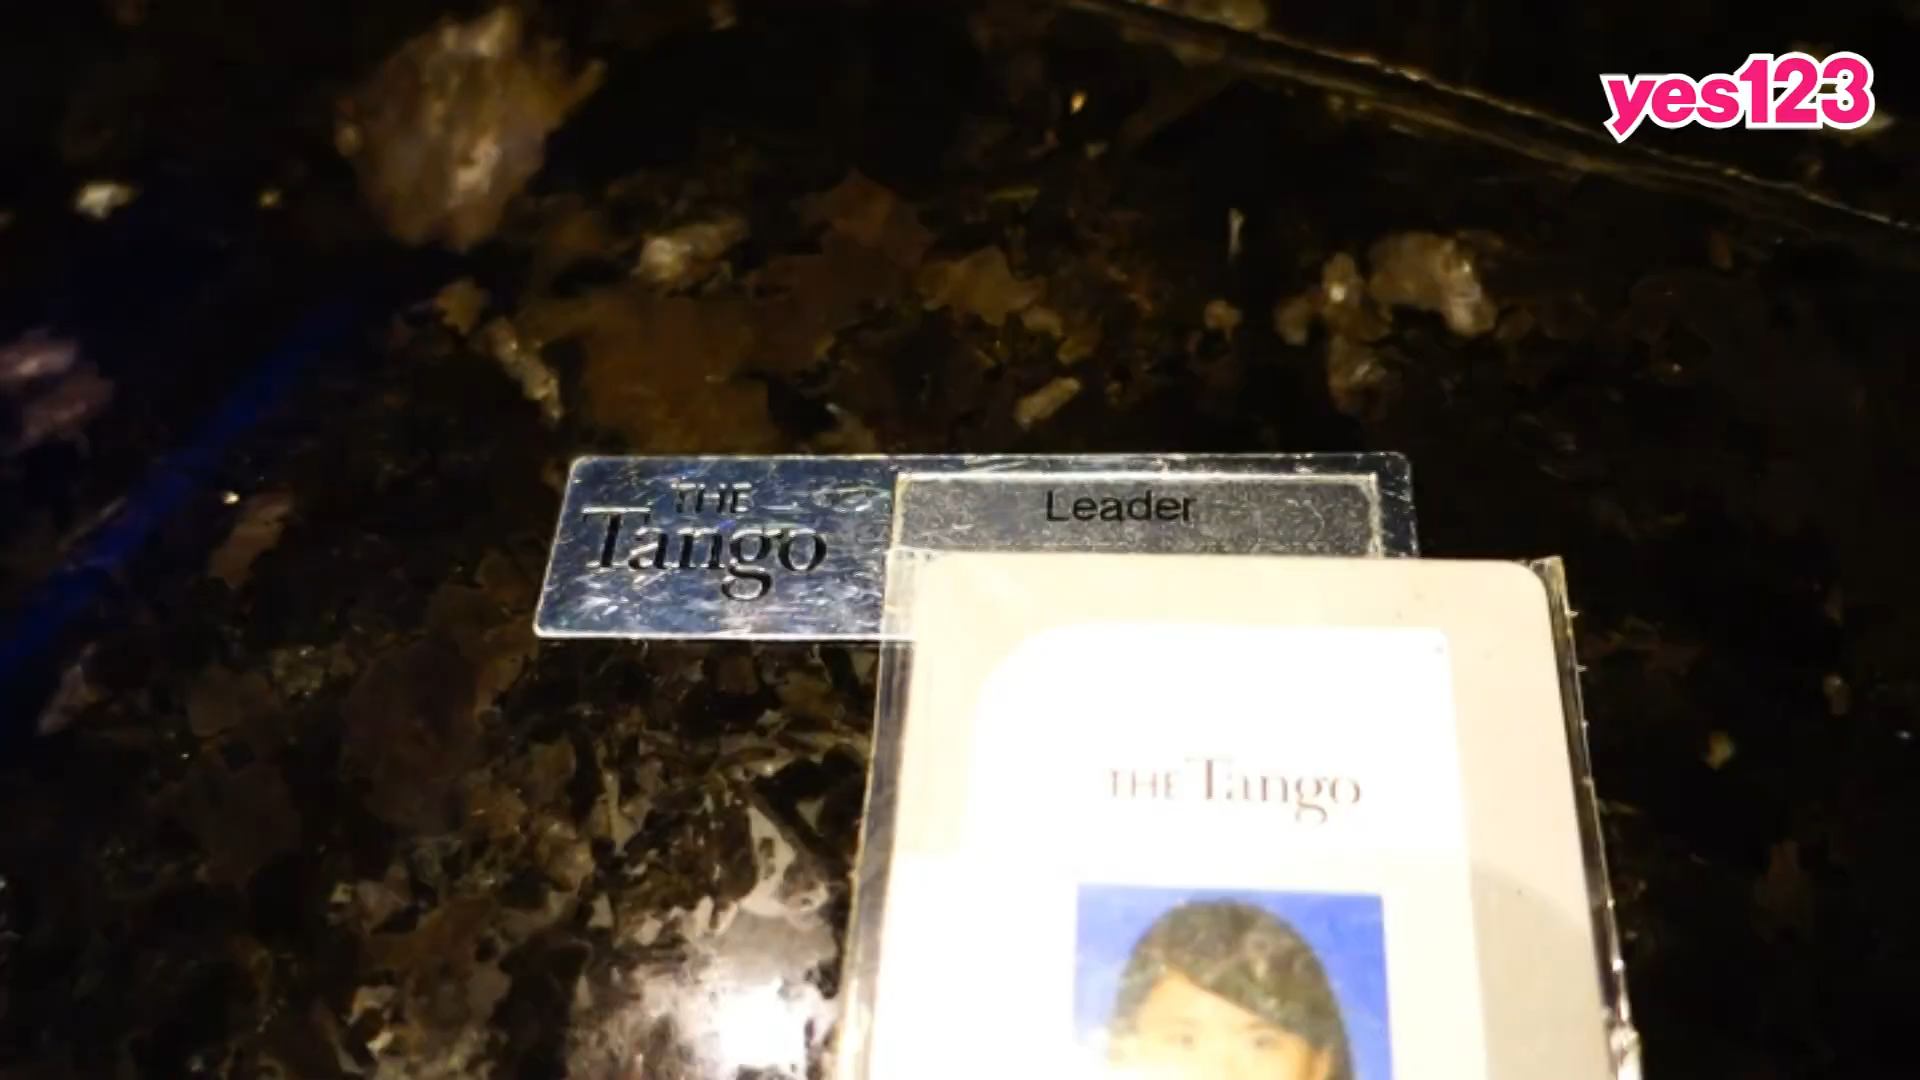 yes123
THE
Tango
Leader
THE Tango